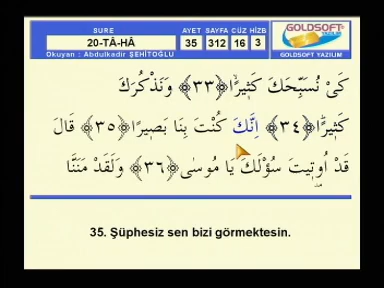 SURE AYET SAYFA CÜZ HİZB
20-TÂ-HÂ 35 312 16 3
Okuyan : Abdulkadir ŞEHİTOĞLU
GOLDSOFT
YAZILIM
GOLDSOFT YAZILIM
كَىْ نُسَبِّحَكَ كَث۪يرًا ﴿٣٣﴾ وَنَذْكُرَكَ
كَث۪يرًا ﴿٣٤﴾ اِنَّكَ كُنْتَ بِنَا بَص۪يرًا ﴿٣٥﴾ قَالَ
قَدْ اُو۫ت۪يتَ سُؤْلَكَ يَا مُوسٰى ﴿٣٦﴾ وَلَقَدْ مَنَنَّا
35. Şüphesiz sen bizi görmektesin.